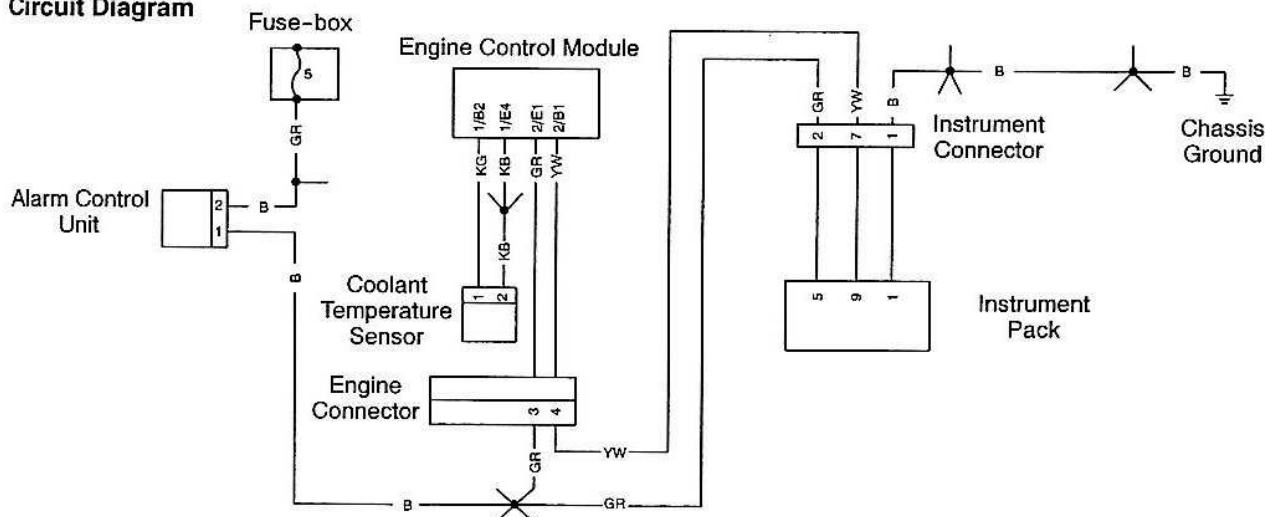 Circuit Diagram
Fuse-box
5
GR
Engine Control Module
1/B2
1/E4
2/E1
2/B1
KG
KB
GR
YW
KB
Alarm Control
Unit
2
1
B
B
Coolant
Temperature
Sensor
1
2
Engine
Connector
3
4
GR
YW
B
GR
GR
YW
B
2
7
1
Instrument
Connector
B
B
Chassis
Ground
5
9
1
Instrument
Pack